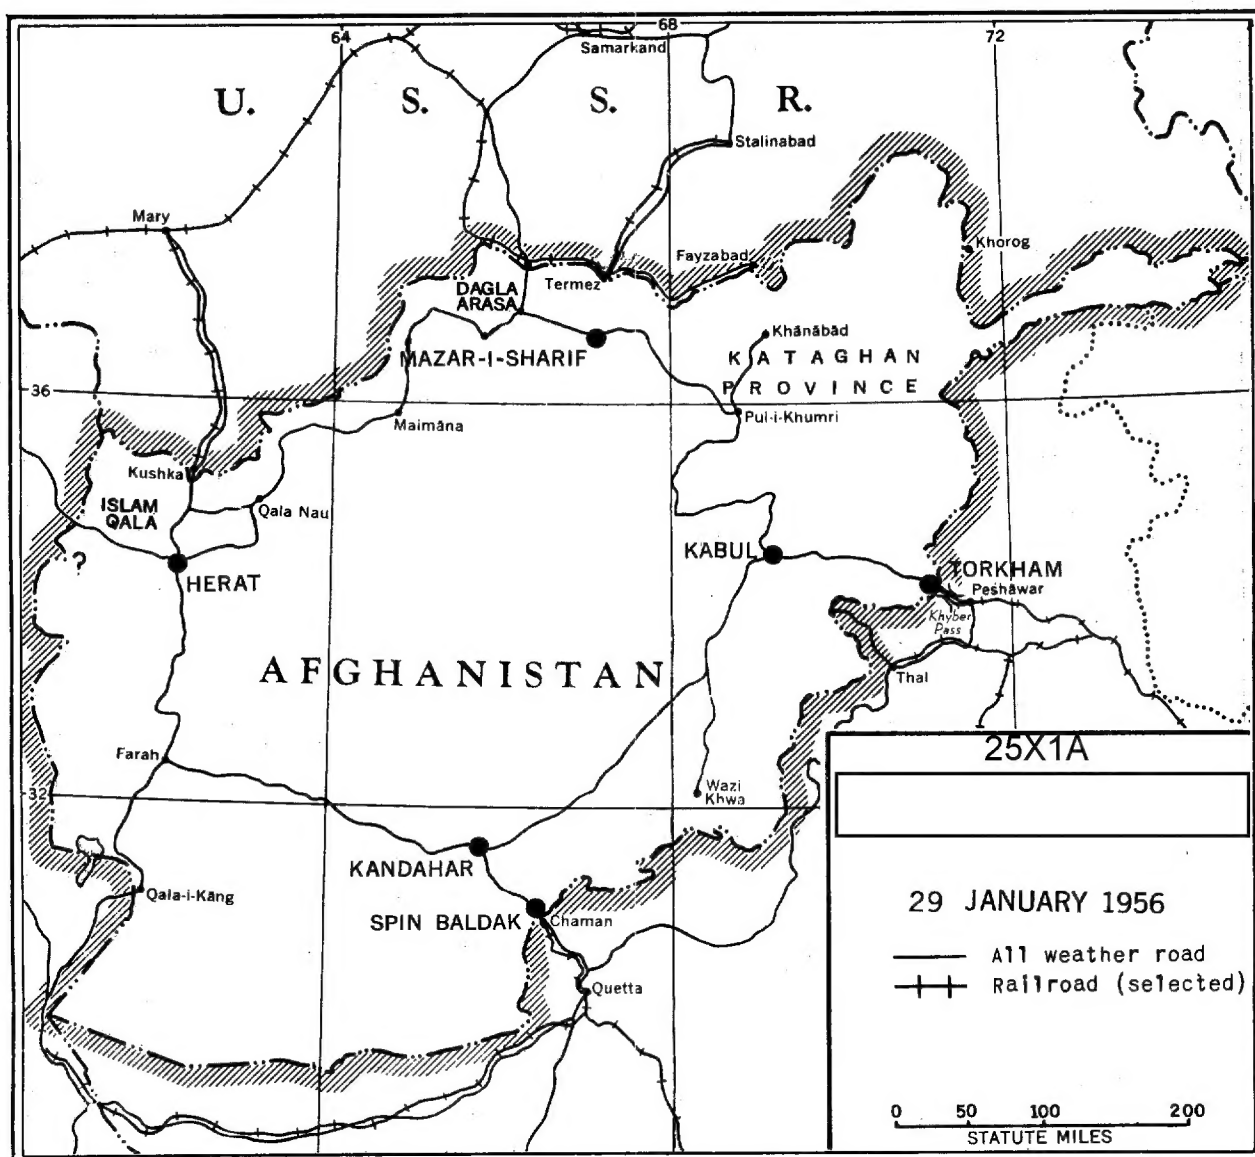 64
68
72
Samarkand
U. S. S. R.
Stalinabad
Mary
Khorog
Fayzabad
Termez
DAGLA
ARASA
Khānābād
MAZAR-I-SHARIF
KATAGHAN
PROVINCE
36
Maimāna
Pul-i-Khumri
Kushka
ISLAM
QALA
Qala Nau
?
HERAT
KABUL
TORKHAM
Peshāwar
Khyber
Pass
AFGHANISTAN
Thal
Farah
25X1A
32
Wazi
Khwa
KANDAHAR
Qala-i-Kāng
SPIN BALDAK
Chaman
29 JANUARY 1956
All weather road
Quetta
Railroad (selected)
0 50 100 200
STATUTE MILES